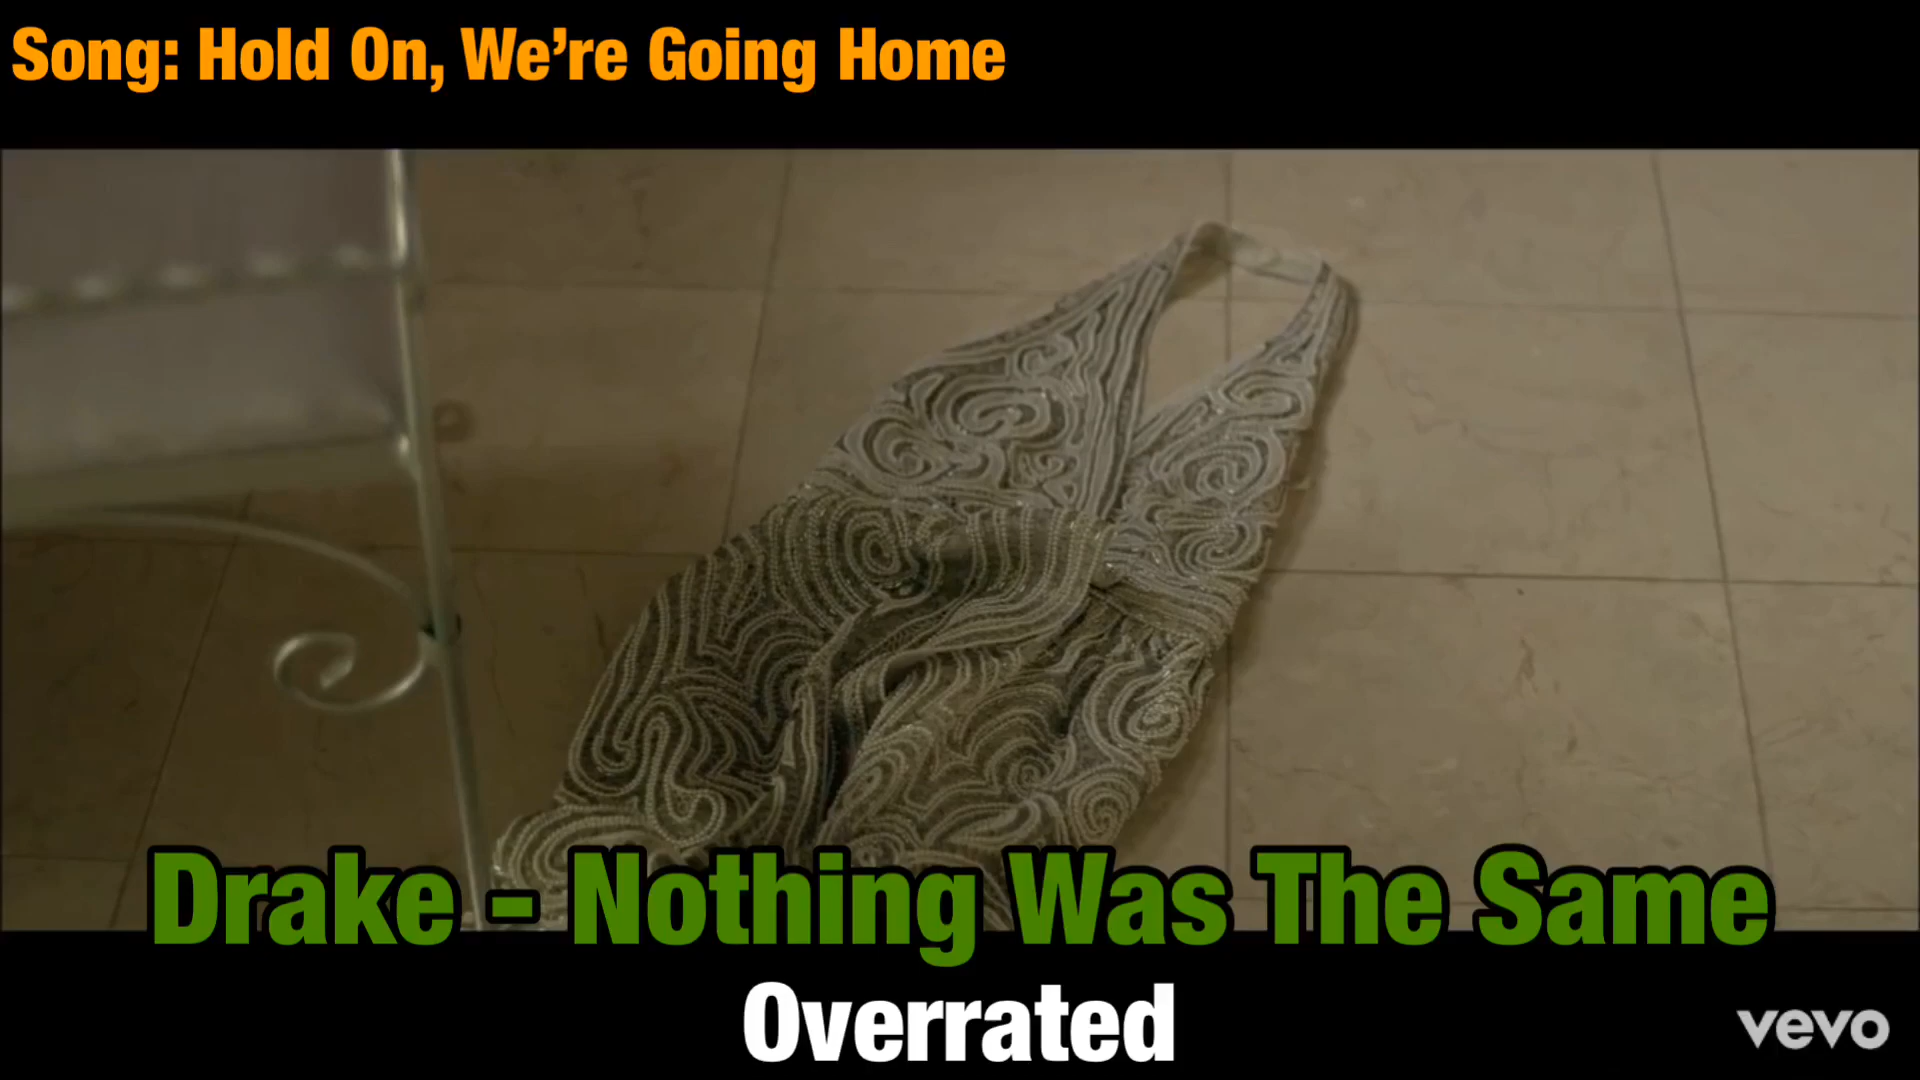 Song: Hold On, We're Going Home
Drake - Nothing Was The Same
Overrated
vevo